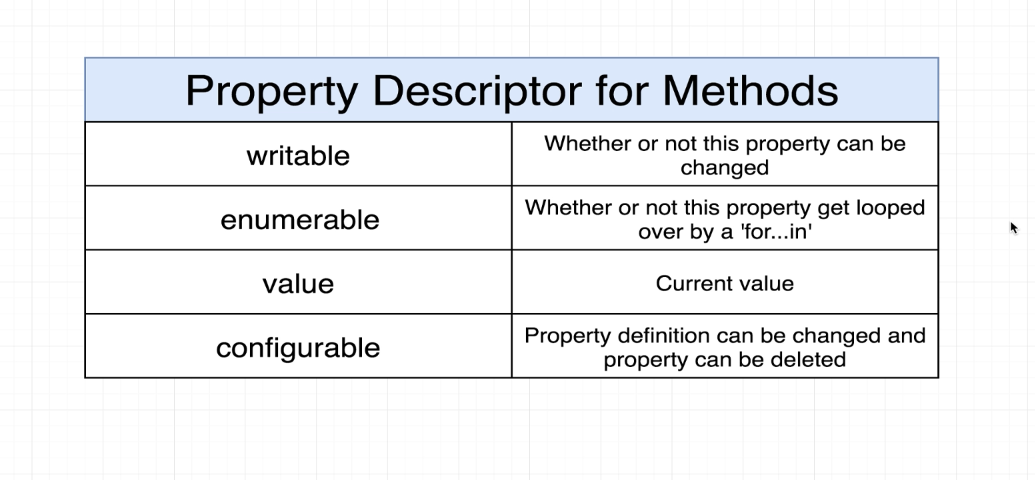 Property Descriptor for Methods
writable
Whether or not this property can be
changed
enumerable
Whether or not this property get looped
over by a 'for...in'
value
Current value
configurable
Property definition can be changed and
property can be deleted